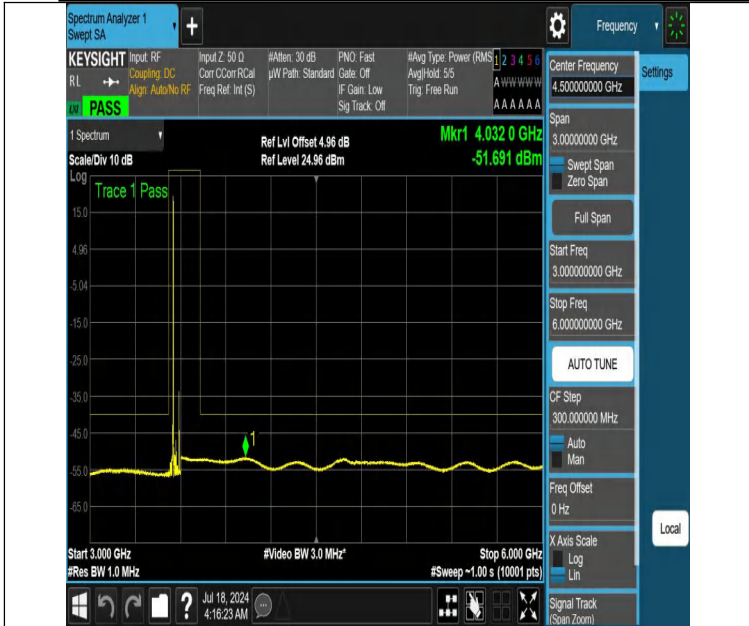 Spectrum Analyzer 1
Swept SA
+
Frequency
KEYSIGHT
RL
PASS
Input: RF
Coupling: DC
Align: Auto/No RF
Input Z: 50 Ω
Corr CCorr RCal
Freq Ref: Int (S)
#Atten: 30 dB
µW Path: Standard
PNO: Fast
Gate: Off
IF Gain: Low
Sig Track: Off
#Avg Type: Power (RMS
Avg|Hold: 5/5
Trig: Free Run
1 2 3 4 5 6
A W W W W W
A A A A A A
1 Spectrum
Scale/Div 10 dB
Ref Lvl Offset 4.96 dB
Ref Level 24.96 dBm
Mkr1 4.032 0 GHz
-51.691 dBm
Log
Trace 1 Pass
15.0
4.96
-5.04
-15.0
-25.0
-35.0
-45.0
-55.0
-65.0
1
Start 3.000 GHz
#Res BW 1.0 MHz
#Video BW 3.0 MHz*
Stop 6.000 GHz
#Sweep ~1.00 s (10001 pts)
Center Frequency
4.500000000 GHz
Settings
Span
3.00000000 GHz
Swept Span
Zero Span
Full Span
Start Freq
3.000000000 GHz
Stop Freq
6.000000000 GHz
AUTO TUNE
CF Step
300.000000 MHz
Auto
Man
Freq Offset
0 Hz
X Axis Scale
Log
Lin
Local
Signal Track
(Span Zoom)
?
Jul 18, 2024
4:16:23 AM